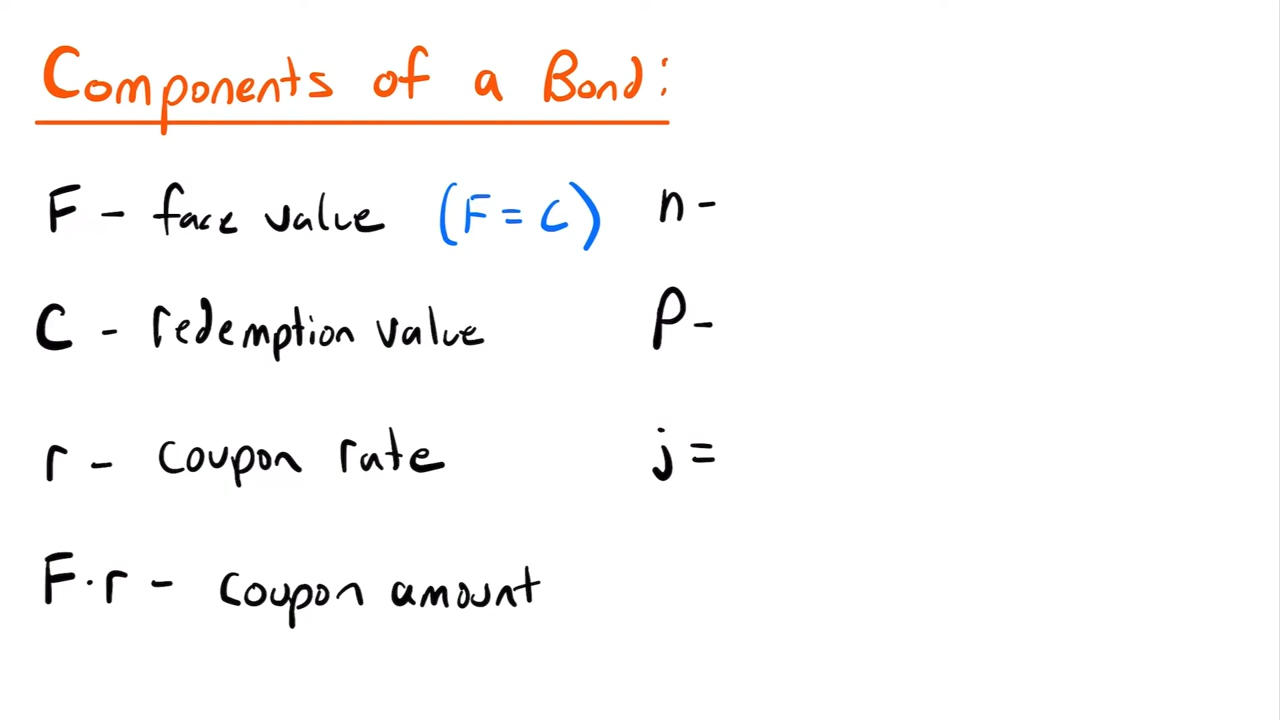 Components of a Bond:
F - face value (F = C)
C - redemption value
r - coupon rate
F·r - coupon amount
n -
P -
j =